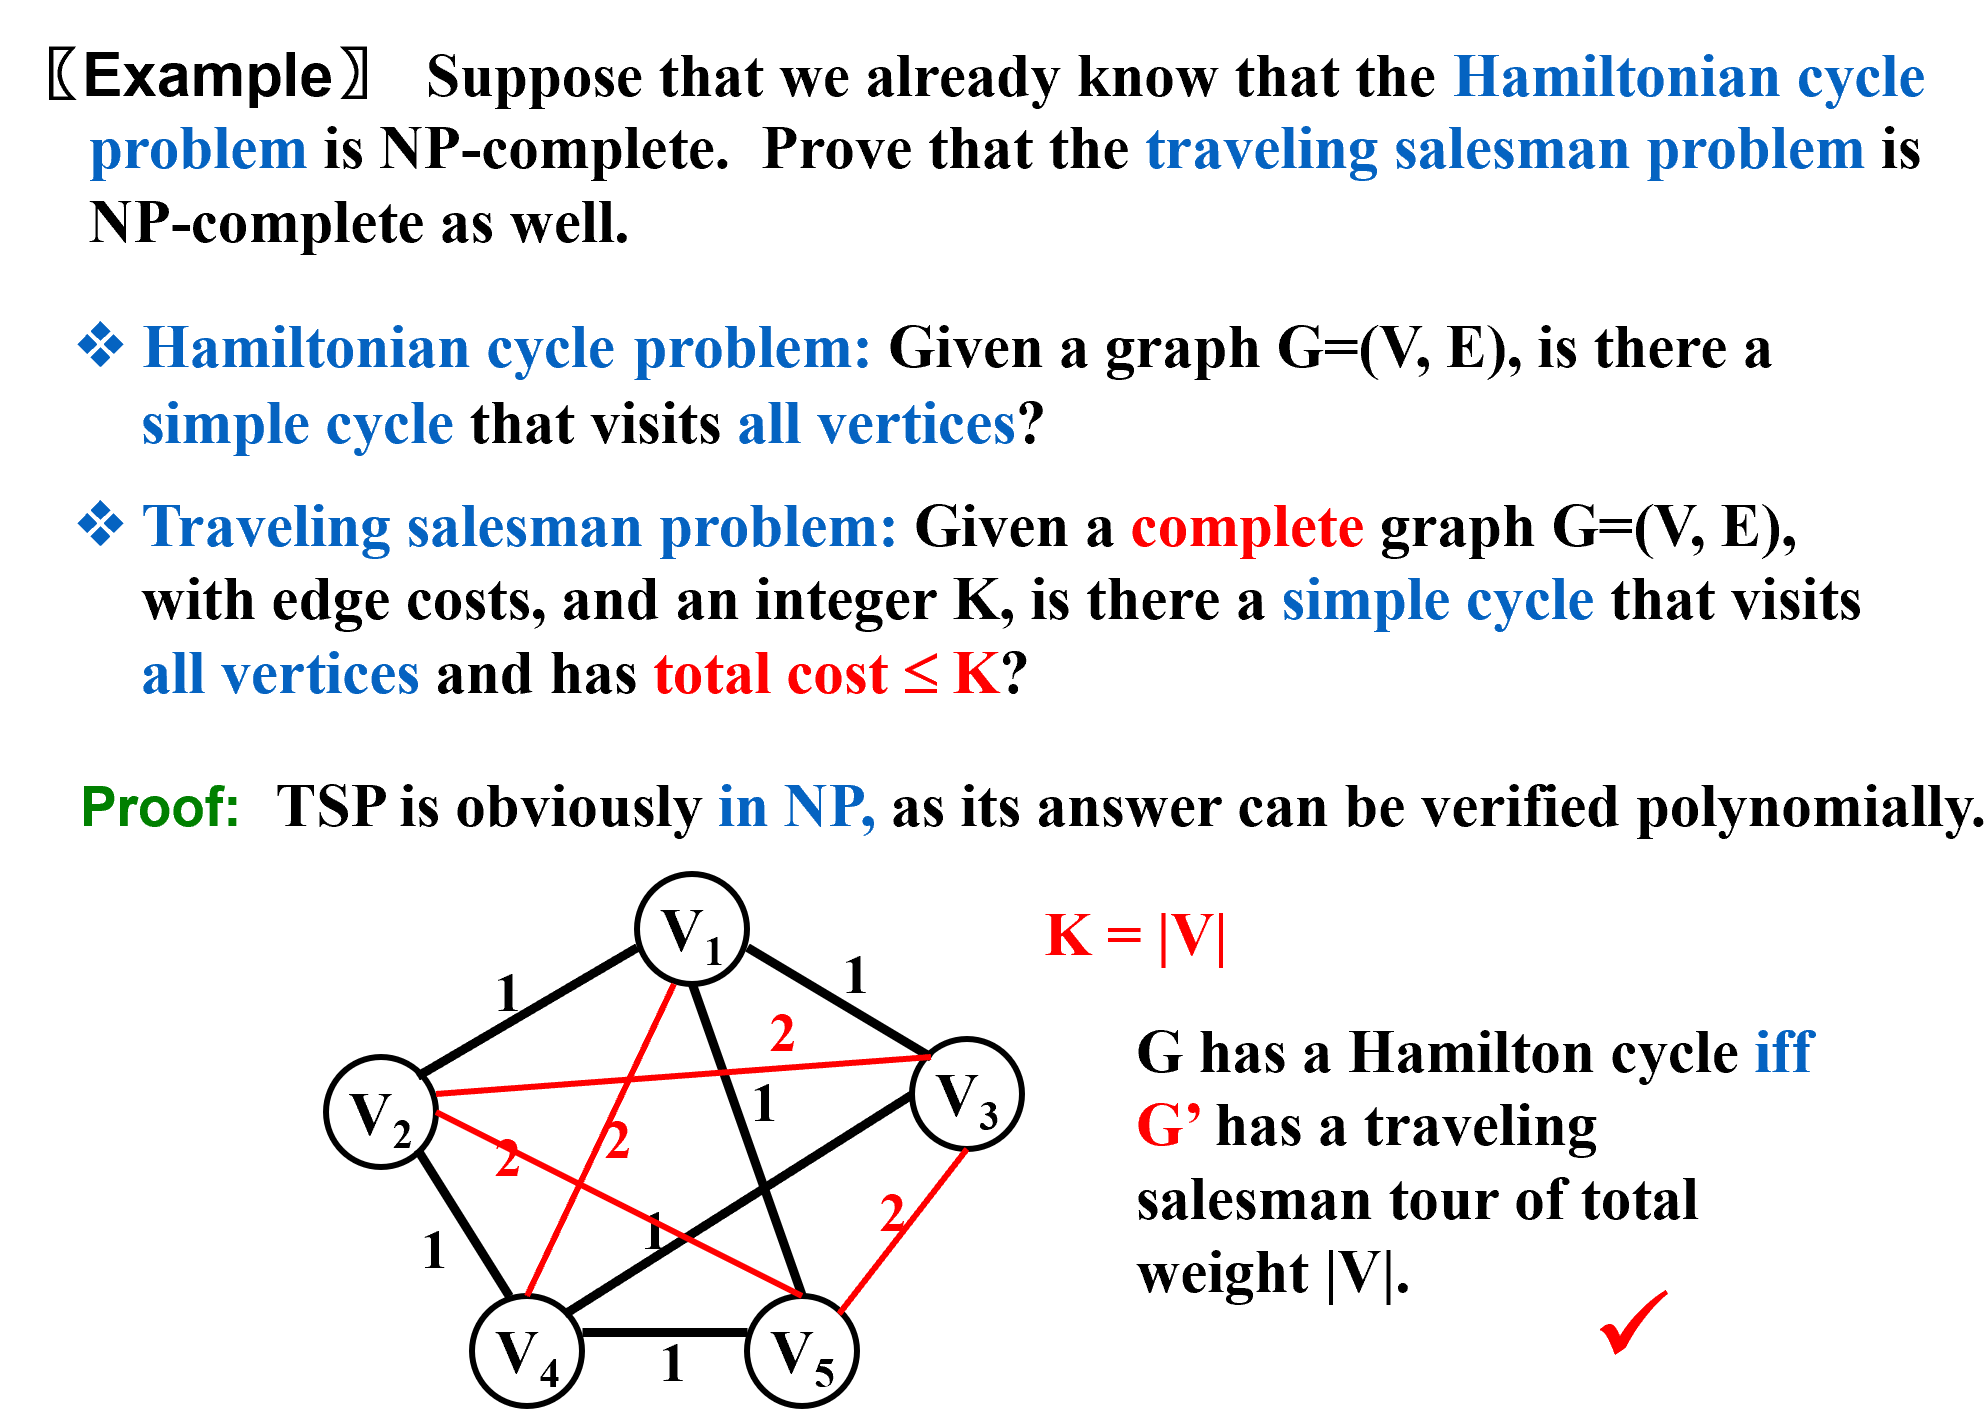 〖Example〗 Suppose that we already know that the Hamiltonian cycle
problem is NP-complete. Prove that the traveling salesman problem is
NP-complete as well.
❖ Hamiltonian cycle problem: Given a graph G=(V, E), is there a
simple cycle that visits all vertices?
❖ Traveling salesman problem: Given a complete graph G=(V, E),
with edge costs, and an integer K, is there a simple cycle that visits
all vertices and has total cost ≤ K?
Proof: TSP is obviously in NP, as its answer can be verified polynomially.
V1
K = |V|
1
1
2
G has a Hamilton cycle iff
V2
1
V3
G’ has a traveling
2
2
salesman tour of total
1
1
2
weight |V|.
V4
1
V5